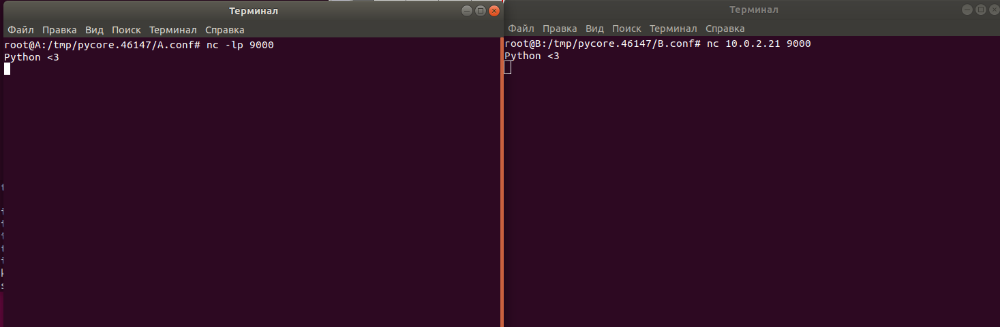 Терминал
Файл Правка Вид Поиск Терминал Справка
root@A:/tmp/pycore.46147/A.conf# nc -lp 9000
Python <3
Терминал
Файл Правка Вид Поиск Терминал Справка
root@B:/tmp/pycore.46147/B.conf# nc 10.0.2.21 9000
Python <3